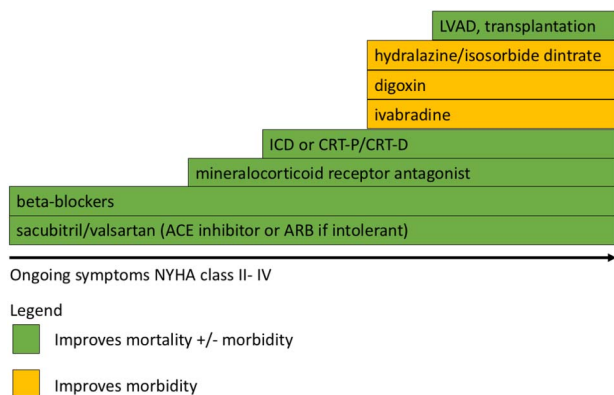 LVAD, transplantation
hydralazine/isosorbide dintrate
digoxin
ivabradine
ICD or CRT-P/CRT-D
mineralocorticoid receptor antagonist
beta-blockers
sacubitril/valsartan (ACE inhibitor or ARB if intolerant)
Ongoing symptoms NYHA class II- IV
Legend
Improves mortality +/- morbidity
Improves morbidity